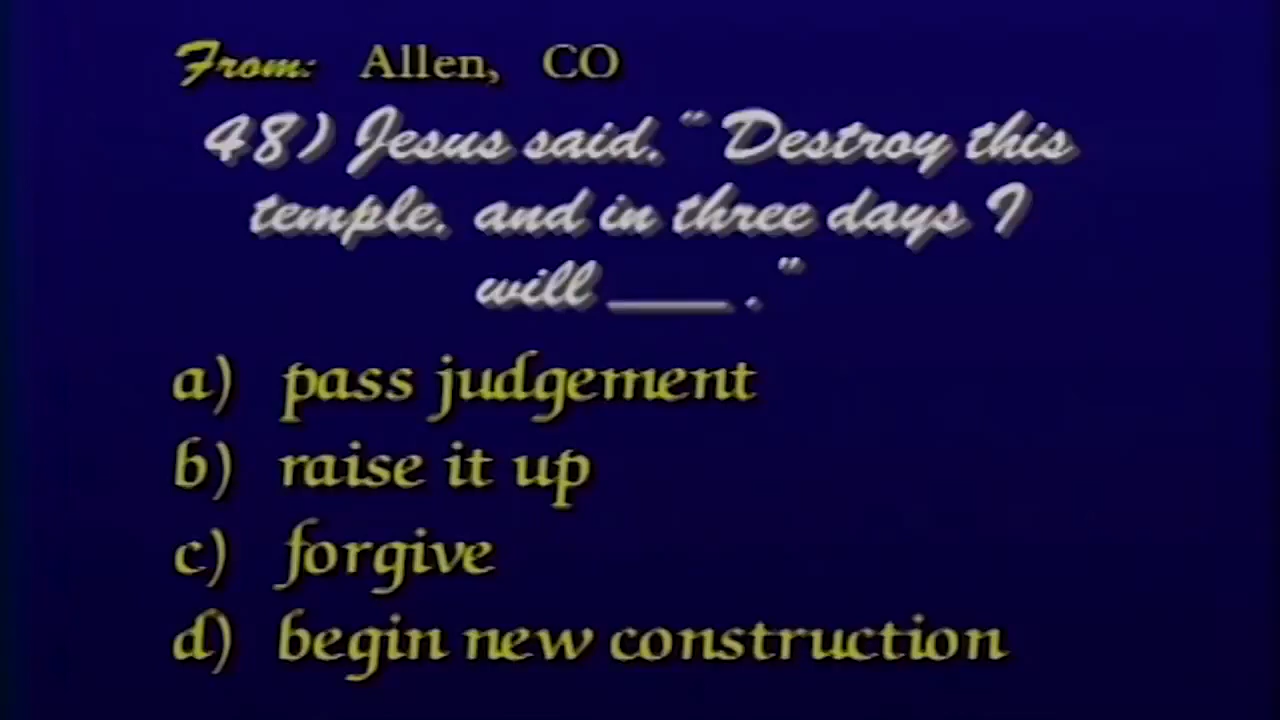 From: Allen, CO
48) Jesus said, " Destroy this
temple, and in three days I
will ____ . "
a) pass judgement
b) raise it up
c) forgive
d) begin new construction